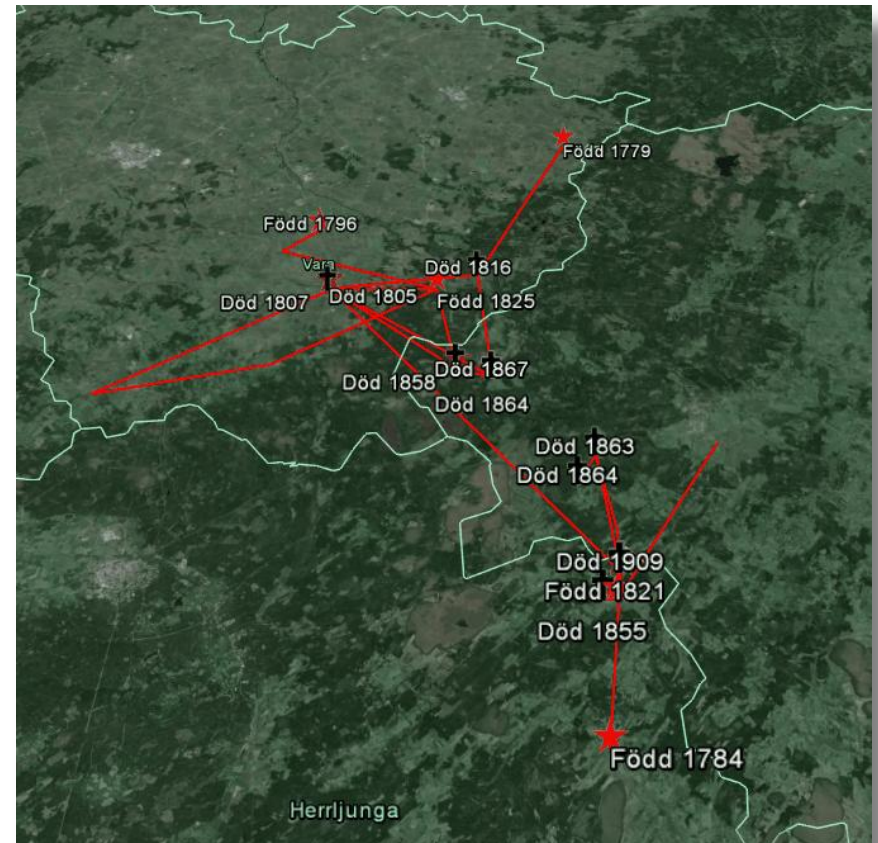 Född 1779
Född 1796
Vara
Död 1816
Död 1807
Död 1805
Född 1825
Död 1867
Död 1858
Död 1864
Död 1863
Död 1864
Död 1909
Född 1821
Död 1855
Född 1784
Herrljunga